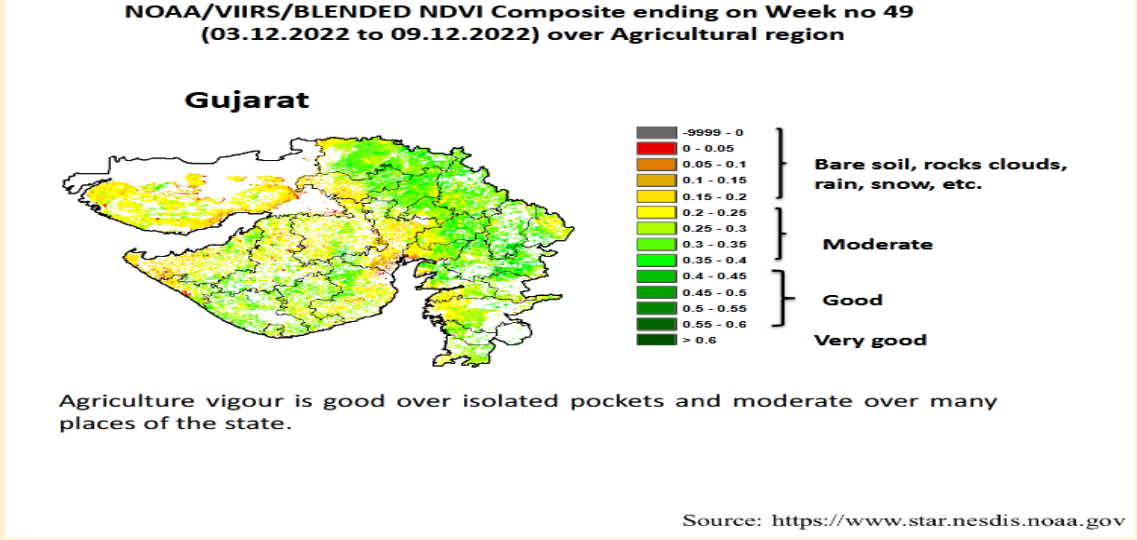 NOAA/VIIRS/BLENDED NDVI Composite ending on Week no 49
(03.12.2022 to 09.12.2022) over Agricultural region
Gujarat
-9999 - 0
0 - 0.05
0.05 - 0.1
0.1 - 0.15
0.15 - 0.2
0.2 - 0.25
0.25 - 0.3
0.3 - 0.35
0.35 - 0.4
0.4 - 0.45
0.45 - 0.5
0.5 - 0.55
0.55 - 0.6
> 0.6
Bare soil, rocks clouds,
rain, snow, etc.
Moderate
Good
Very good
Agriculture vigour is good over isolated pockets and moderate over many
places of the state.
Source: https://www.star.nesdis.noaa.gov